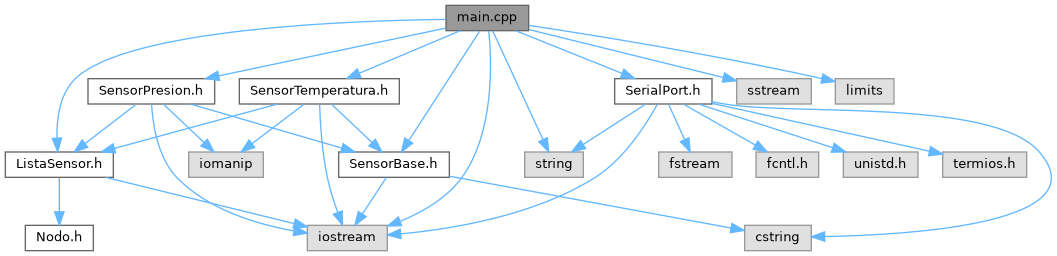 main.cpp
SensorPresion.h
SensorTemperatura.h
SerialPort.h
sstream
limits
ListaSensor.h
iomanip
SensorBase.h
string
fstream
fcntl.h
unistd.h
termios.h
Nodo.h
iostream
cstring